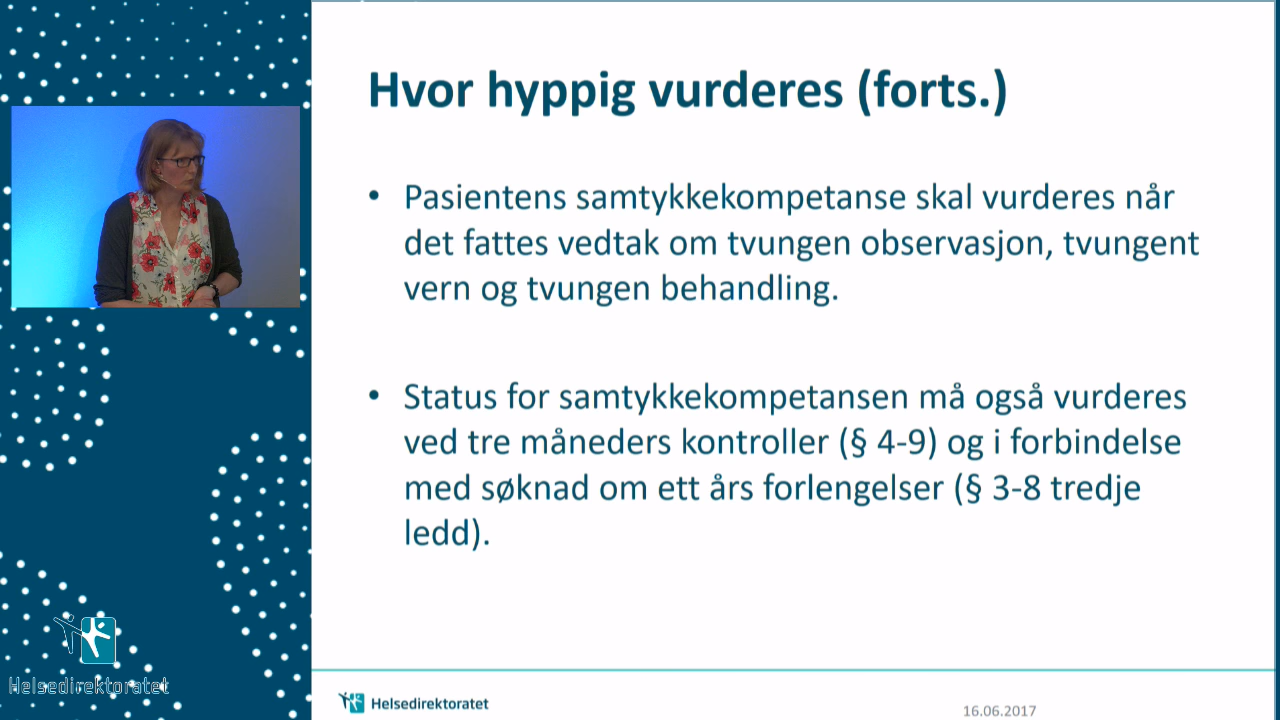 Hvor hyppig vurderes (forts.)
• Pasientens samtykkekompetanse skal vurderes når
det fattes vedtak om tvungen observasjon, tvungent
vern og tvungen behandling.
• Status for samtykkekompetansen må også vurderes
ved tre måneders kontroller (§ 4-9) og i forbindelse
med søknad om ett års forlengelser (§ 3-8 tredje
ledd).
Helsedirektoratet
Helsedirektoratet
16.06.2017